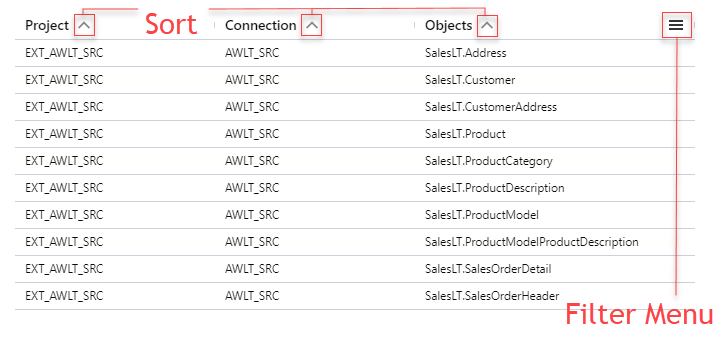 Project Sort Connection Objects
EXT_AWLT_SRC AWLT_SRC SalesLT.Address
EXT_AWLT_SRC AWLT_SRC SalesLT.Customer
EXT_AWLT_SRC AWLT_SRC SalesLT.CustomerAddress
EXT_AWLT_SRC AWLT_SRC SalesLT.Product
EXT_AWLT_SRC AWLT_SRC SalesLT.ProductCategory
EXT_AWLT_SRC AWLT_SRC SalesLT.ProductDescription
EXT_AWLT_SRC AWLT_SRC SalesLT.ProductModel
EXT_AWLT_SRC AWLT_SRC SalesLT.ProductModelProductDescription
EXT_AWLT_SRC AWLT_SRC SalesLT.SalesOrderDetail
EXT_AWLT_SRC AWLT_SRC SalesLT.SalesOrderHeader
Filter Menu